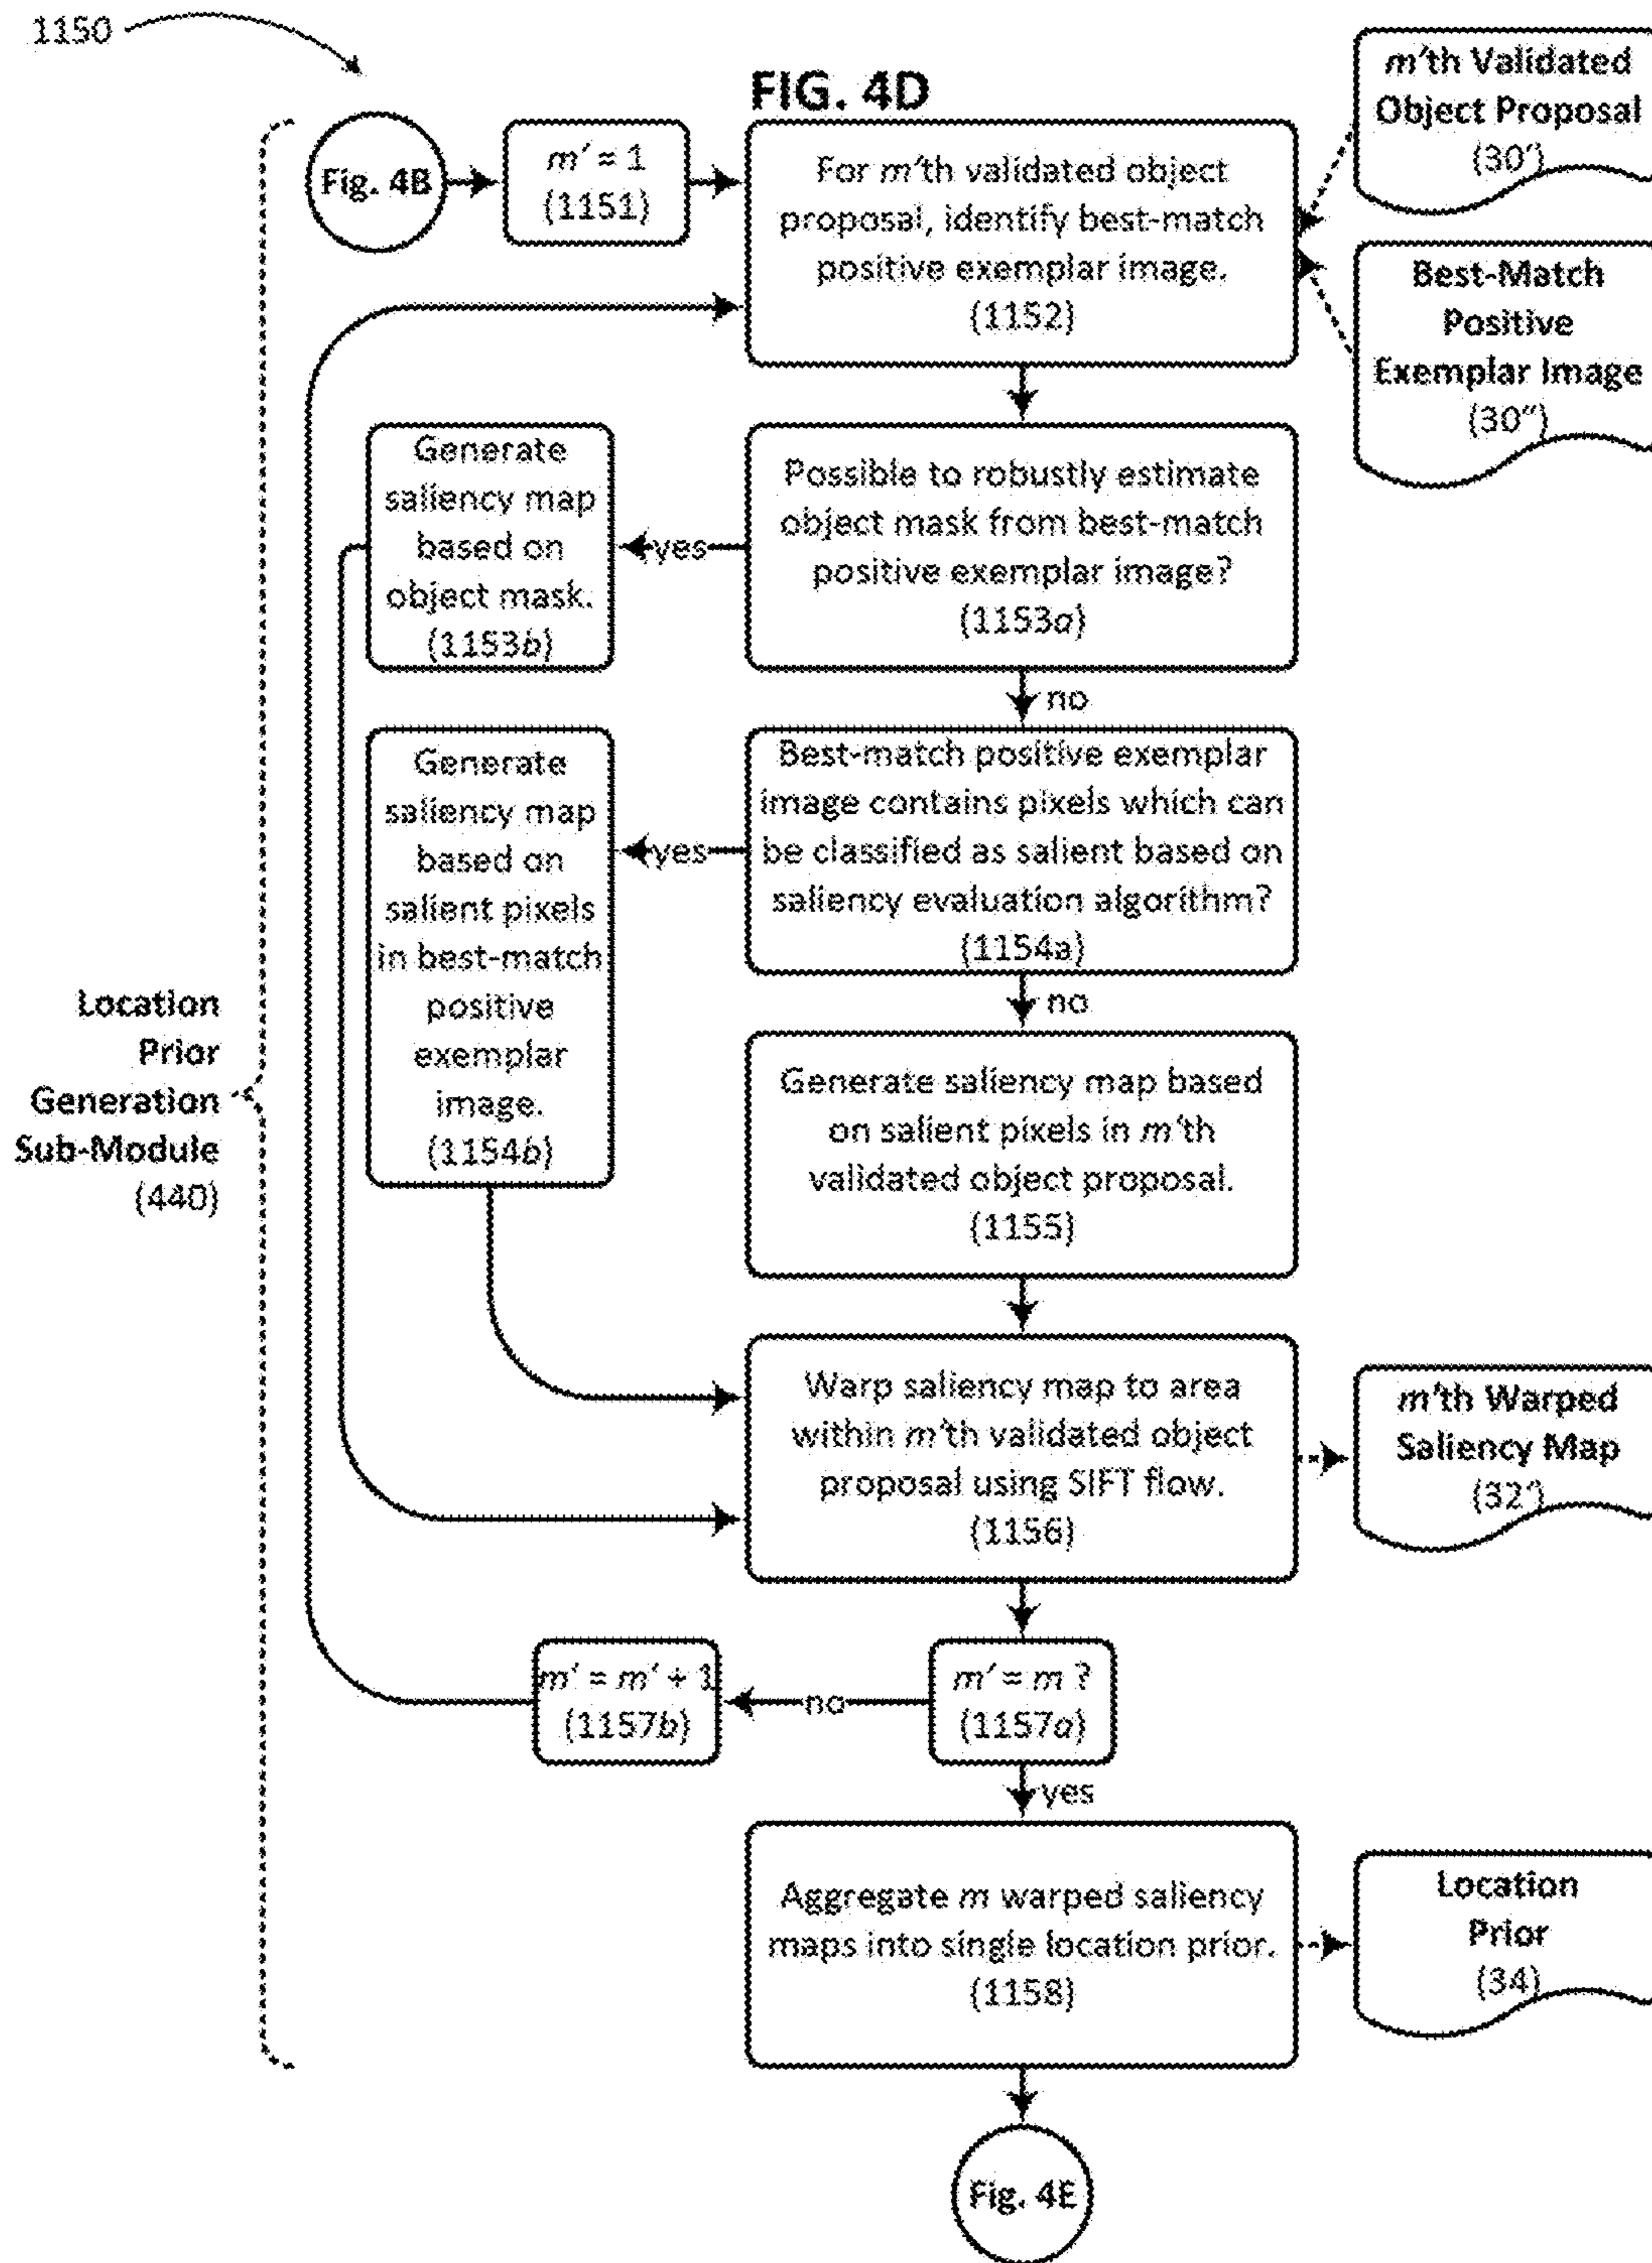 1150
FIG. 4D
Fig. 4B
m′ = 1
(1151)
For m′th validated object
proposal, identify best-match
positive exemplar image.
(1152)
m′th Validated
Object Proposal
(30′)
Best-Match
Positive
Exemplar Image
(30″)
Generate
saliency map
based on
object mask.
(1153b)
yes
Possible to robustly estimate
object mask from best-match
positive exemplar image?
(1153a)
no
Generate
saliency map
based on
salient pixels
in best-match
positive
exemplar
image.
(1154b)
yes
Best-match positive exemplar
image contains pixels which can
be classified as salient based on
saliency evaluation algorithm?
(1154a)
no
Location
Prior
Generation
Sub-Module
(440)
Generate saliency map based
on salient pixels in m′th
validated object proposal.
(1155)
Warp saliency map to area
within m′th validated object
proposal using SIFT flow.
(1156)
m′th Warped
Saliency Map
(32′)
m′ = m′ + 1
(1157b)
no
m′ = m ?
(1157a)
yes
Aggregate m warped saliency
maps into single location prior.
(1158)
Location
Prior
(34)
Fig. 4E